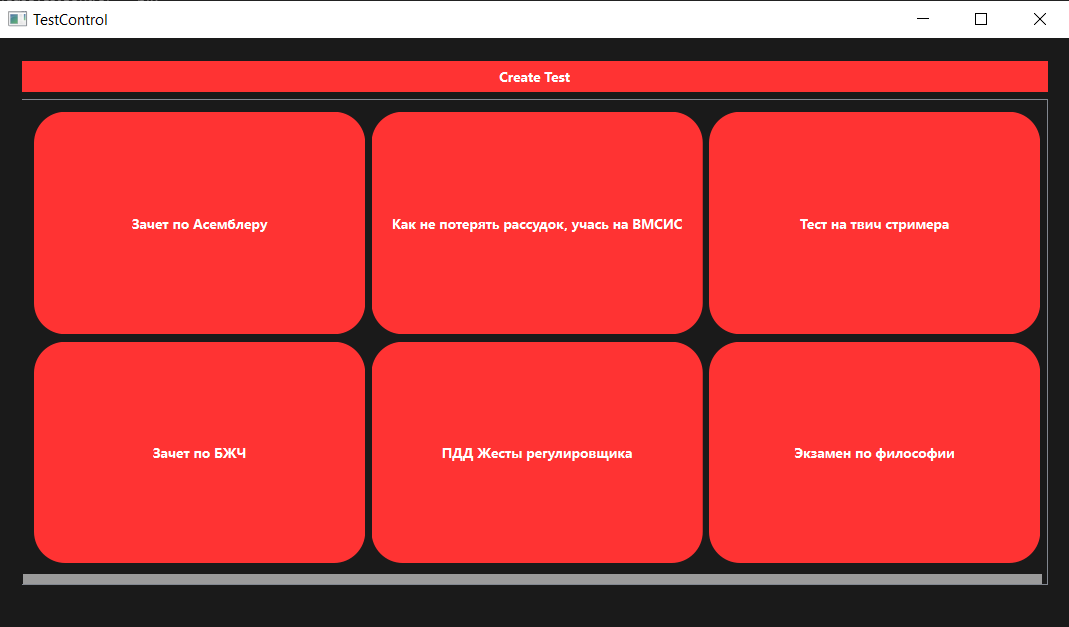 TestControl
Create Test
Зачет по Асемблеру
Как не потерять рассудок, учась на ВМСИС
Тест на твич стримера
Зачет по БЖЧ
ПДД Жесты регулировщика
Экзамен по философии